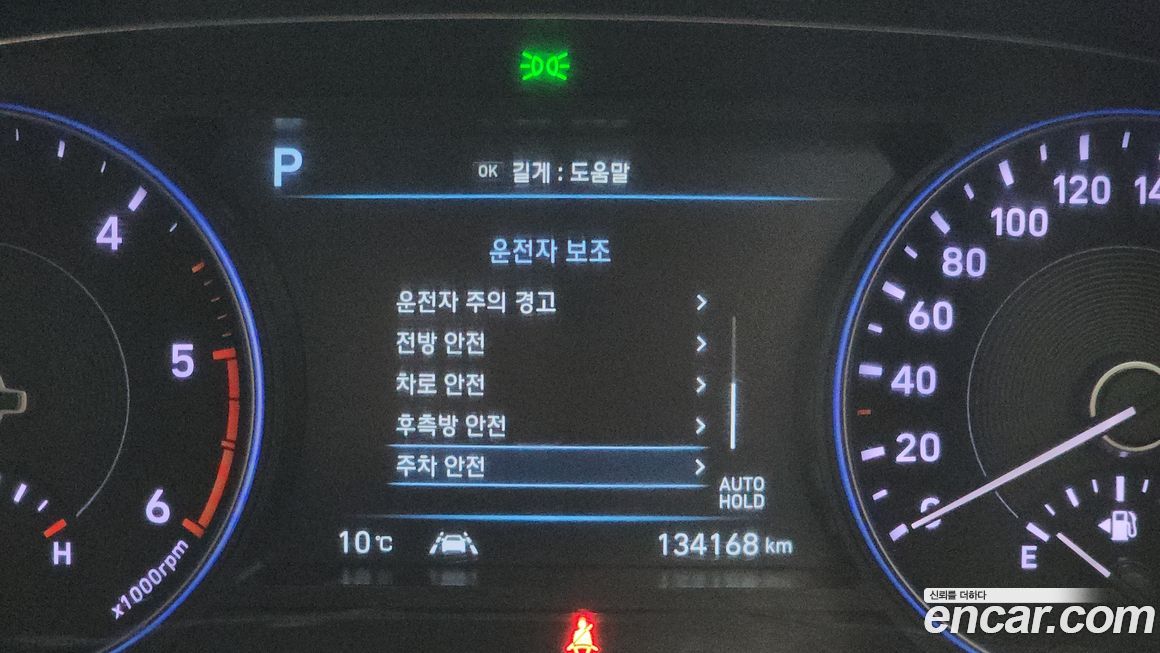 P
OK 길게 : 도움말
운전자 보조
운전자 주의 경고
전방 안전
차로 안전
후측방 안전
주차 안전
AUTO
HOLD
10℃
134168 km
4
5
6
x1000rpm
H
20
40
60
80
100
120
E
신뢰를 더하다
encar.com